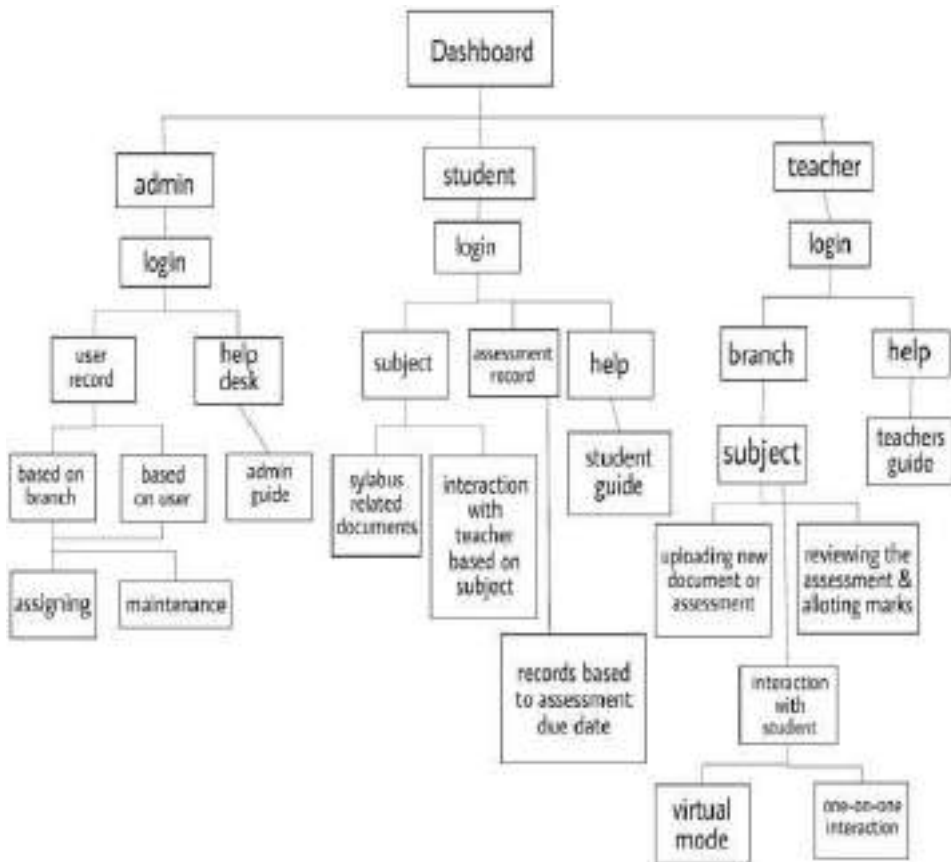 Dashboard
admin
student
teacher
login
login
login
user
record
help
desk
subject
assessment
record
help
branch
help
based on
branch
based
on user
admin
guide
sylabus
related
documents
interaction
with
teacher
based on
subject
student
guide
subject
teachers
guide
assigning
maintenance
uploading new
document or
assessment
reviewing the
assessment &
alloting marks
records based
to assessment
due date
interaction
with
student
virtual
mode
one-on-one
interaction